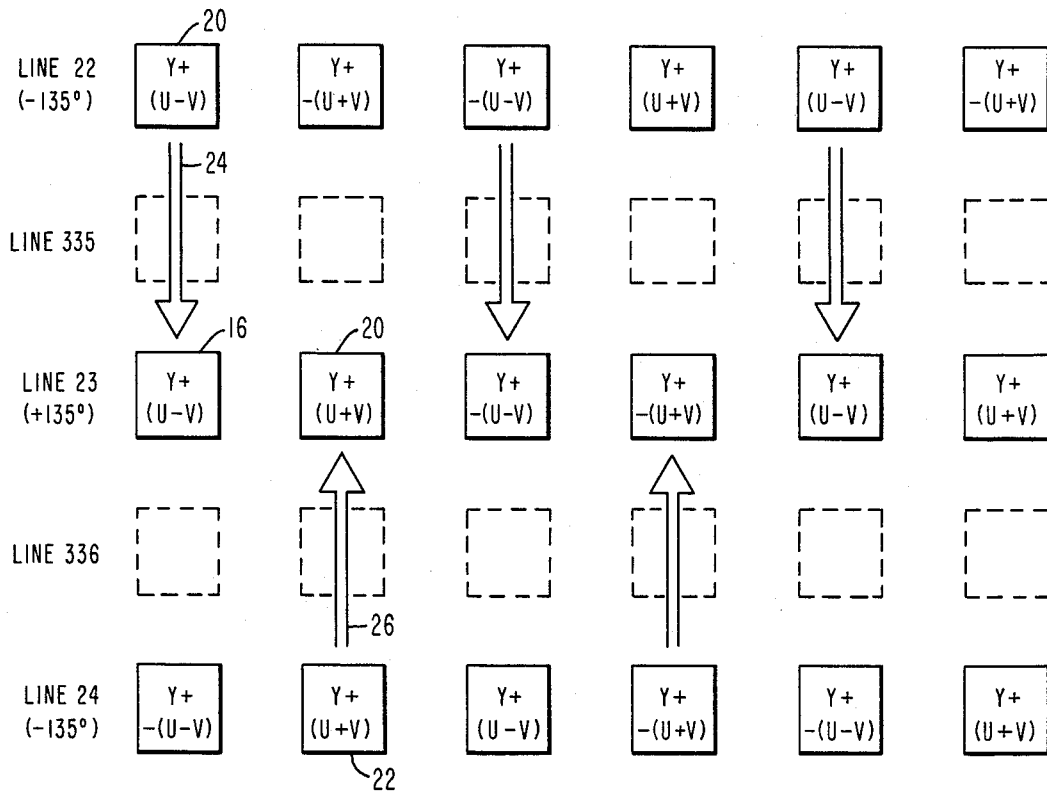 20
LINE 22
(-135°)
Y+
(U-V)
Y+
-(U+V)
Y+
-(U-V)
Y+
(U+V)
Y+
(U-V)
Y+
-(U+V)
24
LINE 335
16
20
LINE 23
(+135°)
Y+
(U-V)
Y+
(U+V)
Y+
-(U-V)
Y+
-(U+V)
Y+
(U-V)
Y+
(U+V)
LINE 336
26
LINE 24
(-135°)
Y+
-(U-V)
Y+
(U+V)
Y+
(U-V)
Y+
-(U+V)
Y+
-(U-V)
Y+
(U+V)
22